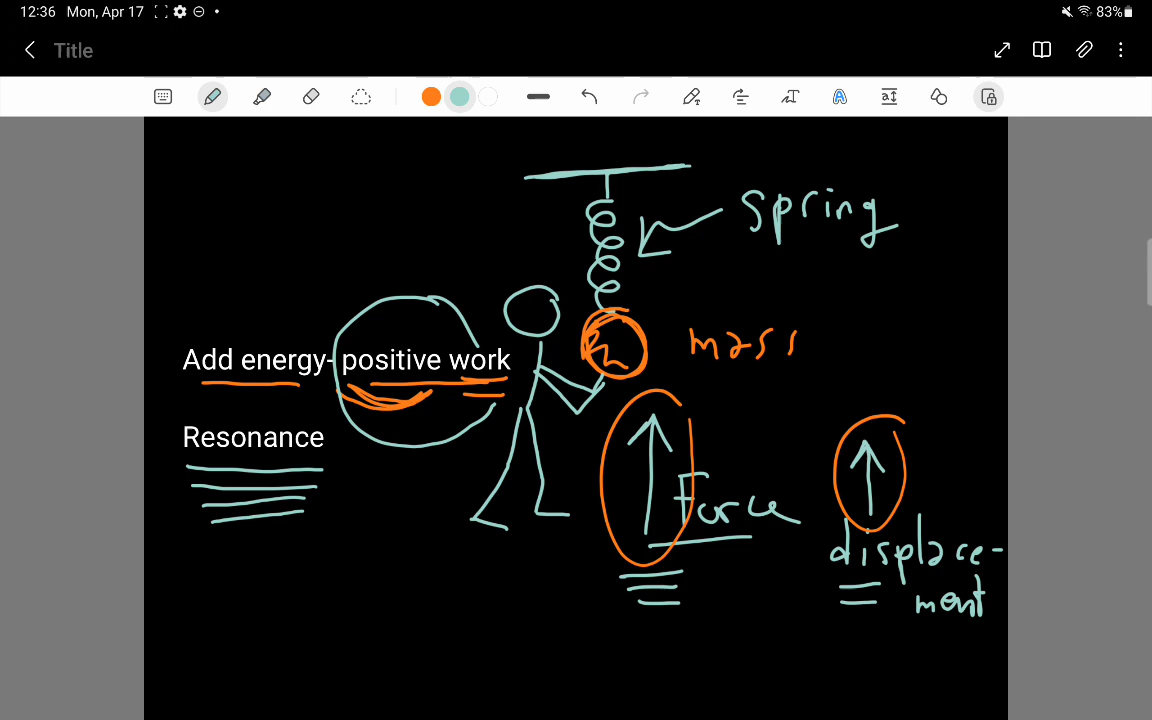 12:36 Mon, Apr 17
83%
Title
spring
mass
Add energy- positive work
Resonance
Force
displace-
ment